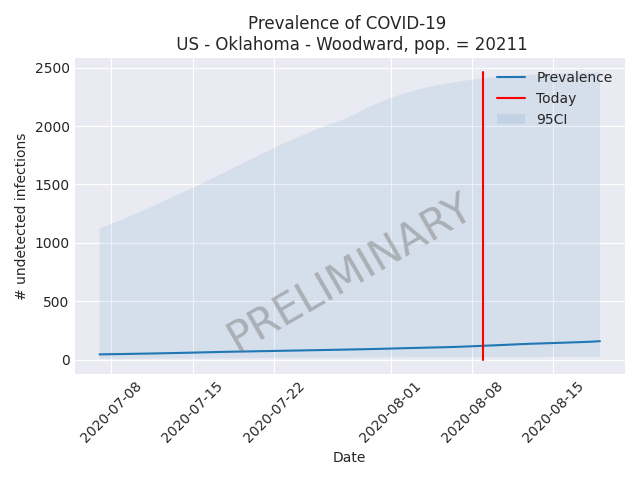 Prevalence of COVID-19
US - Oklahoma - Woodward, pop. = 20211
2500
2000
1500
1000
500
0
# undetected infections
Prevalence
Today
95CI
PRELIMINARY
2020-07-08
2020-07-15
2020-07-22
2020-08-01
2020-08-08
2020-08-15
Date